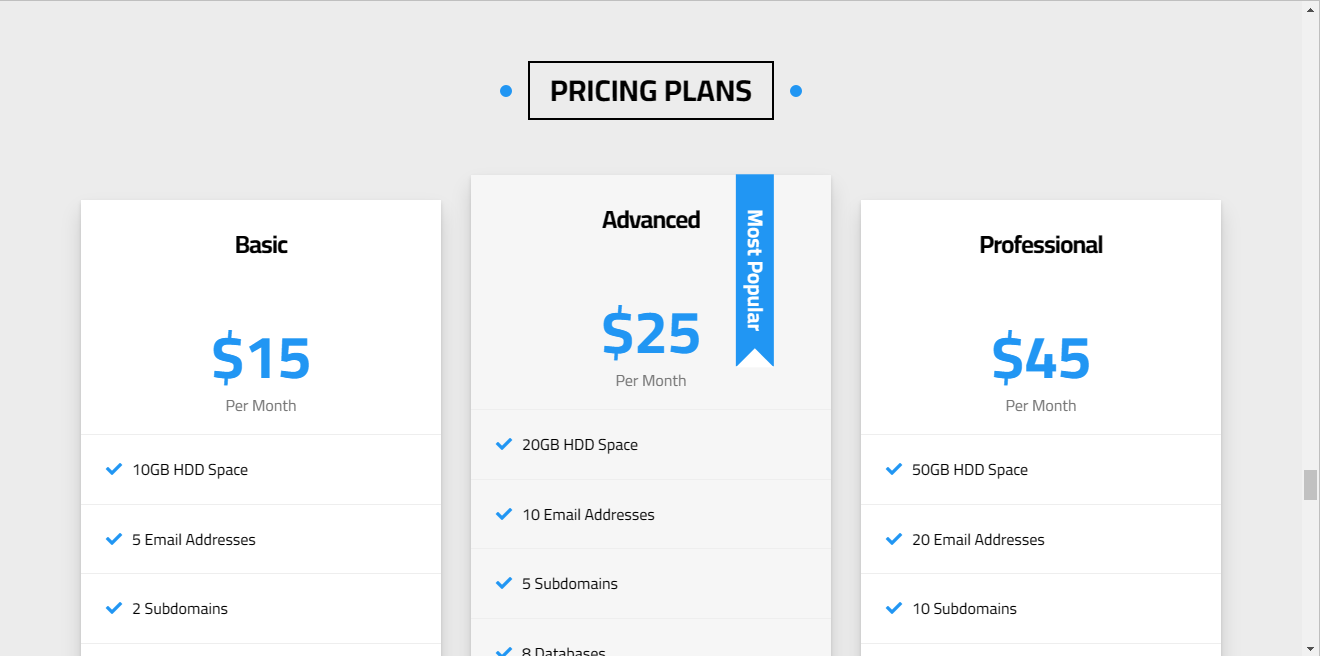 PRICING PLANS
Basic
$15
Per Month
10GB HDD Space
5 Email Addresses
2 Subdomains
Advanced
Most Popular
$25
Per Month
20GB HDD Space
10 Email Addresses
5 Subdomains
8 Databases
Professional
$45
Per Month
50GB HDD Space
20 Email Addresses
10 Subdomains